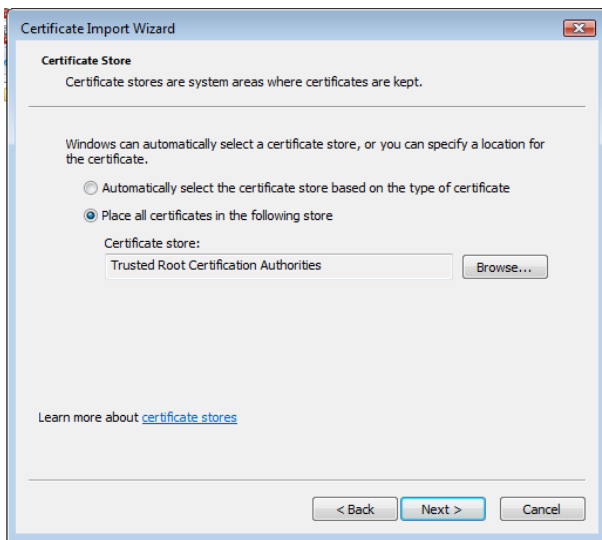 Certificate Import Wizard
Certificate Store
Certificate stores are system areas where certificates are kept.
Windows can automatically select a certificate store, or you can specify a location for
the certificate.
Automatically select the certificate store based on the type of certificate
Place all certificates in the following store
Certificate store:
Trusted Root Certification Authorities
Browse...
Learn more about certificate stores
< Back
Next >
Cancel